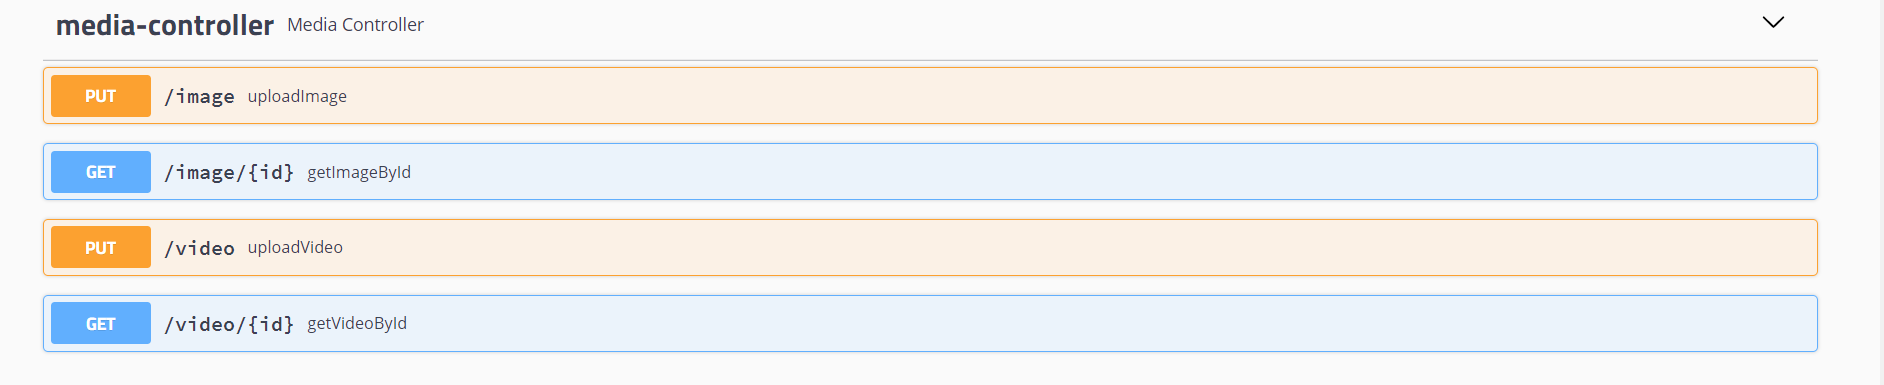 media-controller Media Controller
PUT /image uploadImage
GET /image/{id} getImageById
PUT /video uploadVideo
GET /video/{id} getVideoById